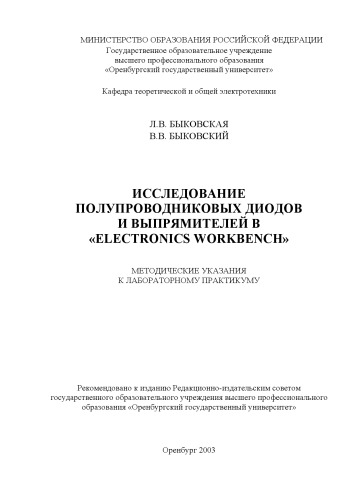 МИНИСТЕРСТВО ОБРАЗОВАНИЯ РОССИЙСКОЙ ФЕДЕРАЦИИ
Государственное образовательное учреждение
высшего профессионального образования
«Оренбургский государственный университет»
Кафедра теоретической и общей электротехники
Л.В. БЫКОВСКАЯ
В.В. БЫКОВСКИЙ
ИССЛЕДОВАНИЕ
ПОЛУПРОВОДНИКОВЫХ ДИОДОВ
И ВЫПРЯМИТЕЛЕЙ В
«ELECTRONICS WORKBENCH»
МЕТОДИЧЕСКИЕ УКАЗАНИЯ
К ЛАБОРАТОРНОМУ ПРАКТИКУМУ
Рекомендовано к изданию Редакционно-издательским советом
государственного образовательного учреждения высшего профессионального
образования «Оренбургский государственный университет»
Оренбург 2003